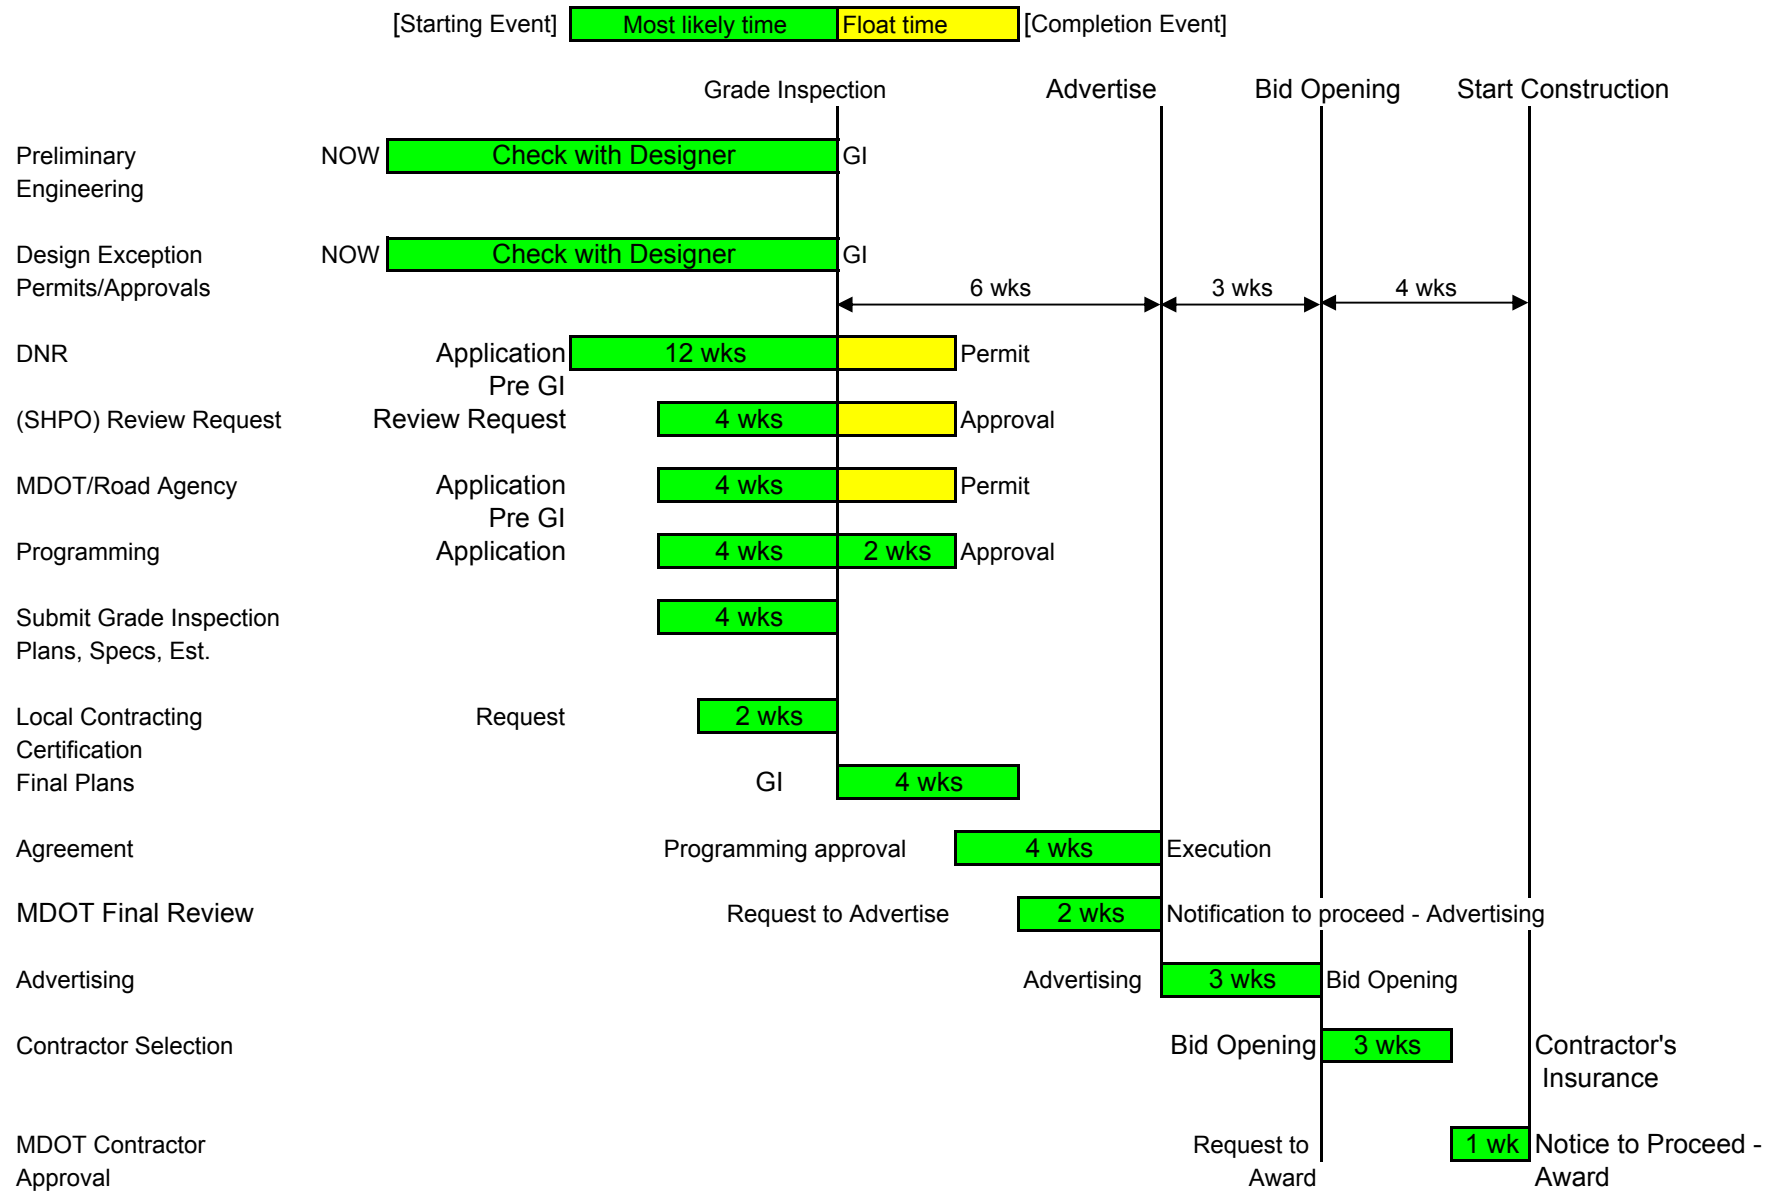 [Starting Event] Most likely time Float time [Completion Event]
Grade Inspection Advertise Bid Opening Start Construction
Preliminary NOW Check with Designer GI
Engineering
Design Exception NOW Check with Designer GI
Permits/Approvals 6 wks 3 wks 4 wks
DNR Application 12 wks Permit
Pre GI
(SHPO) Review Request Review Request 4 wks Approval
MDOT/Road Agency Application 4 wks Permit
Pre GI
Programming Application 4 wks 2 wks Approval
Submit Grade Inspection 4 wks
Plans, Specs, Est.
Local Contracting Request 2 wks
Certification
Final Plans GI 4 wks
Agreement Programming approval 4 wks Execution
MDOT Final Review Request to Advertise 2 wks Notification to proceed - Advertising
Advertising Advertising 3 wks Bid Opening
Contractor Selection Bid Opening 3 wks Contractor's
Insurance
MDOT Contractor Request to 1 wk Notice to Proceed -
Approval Award Award